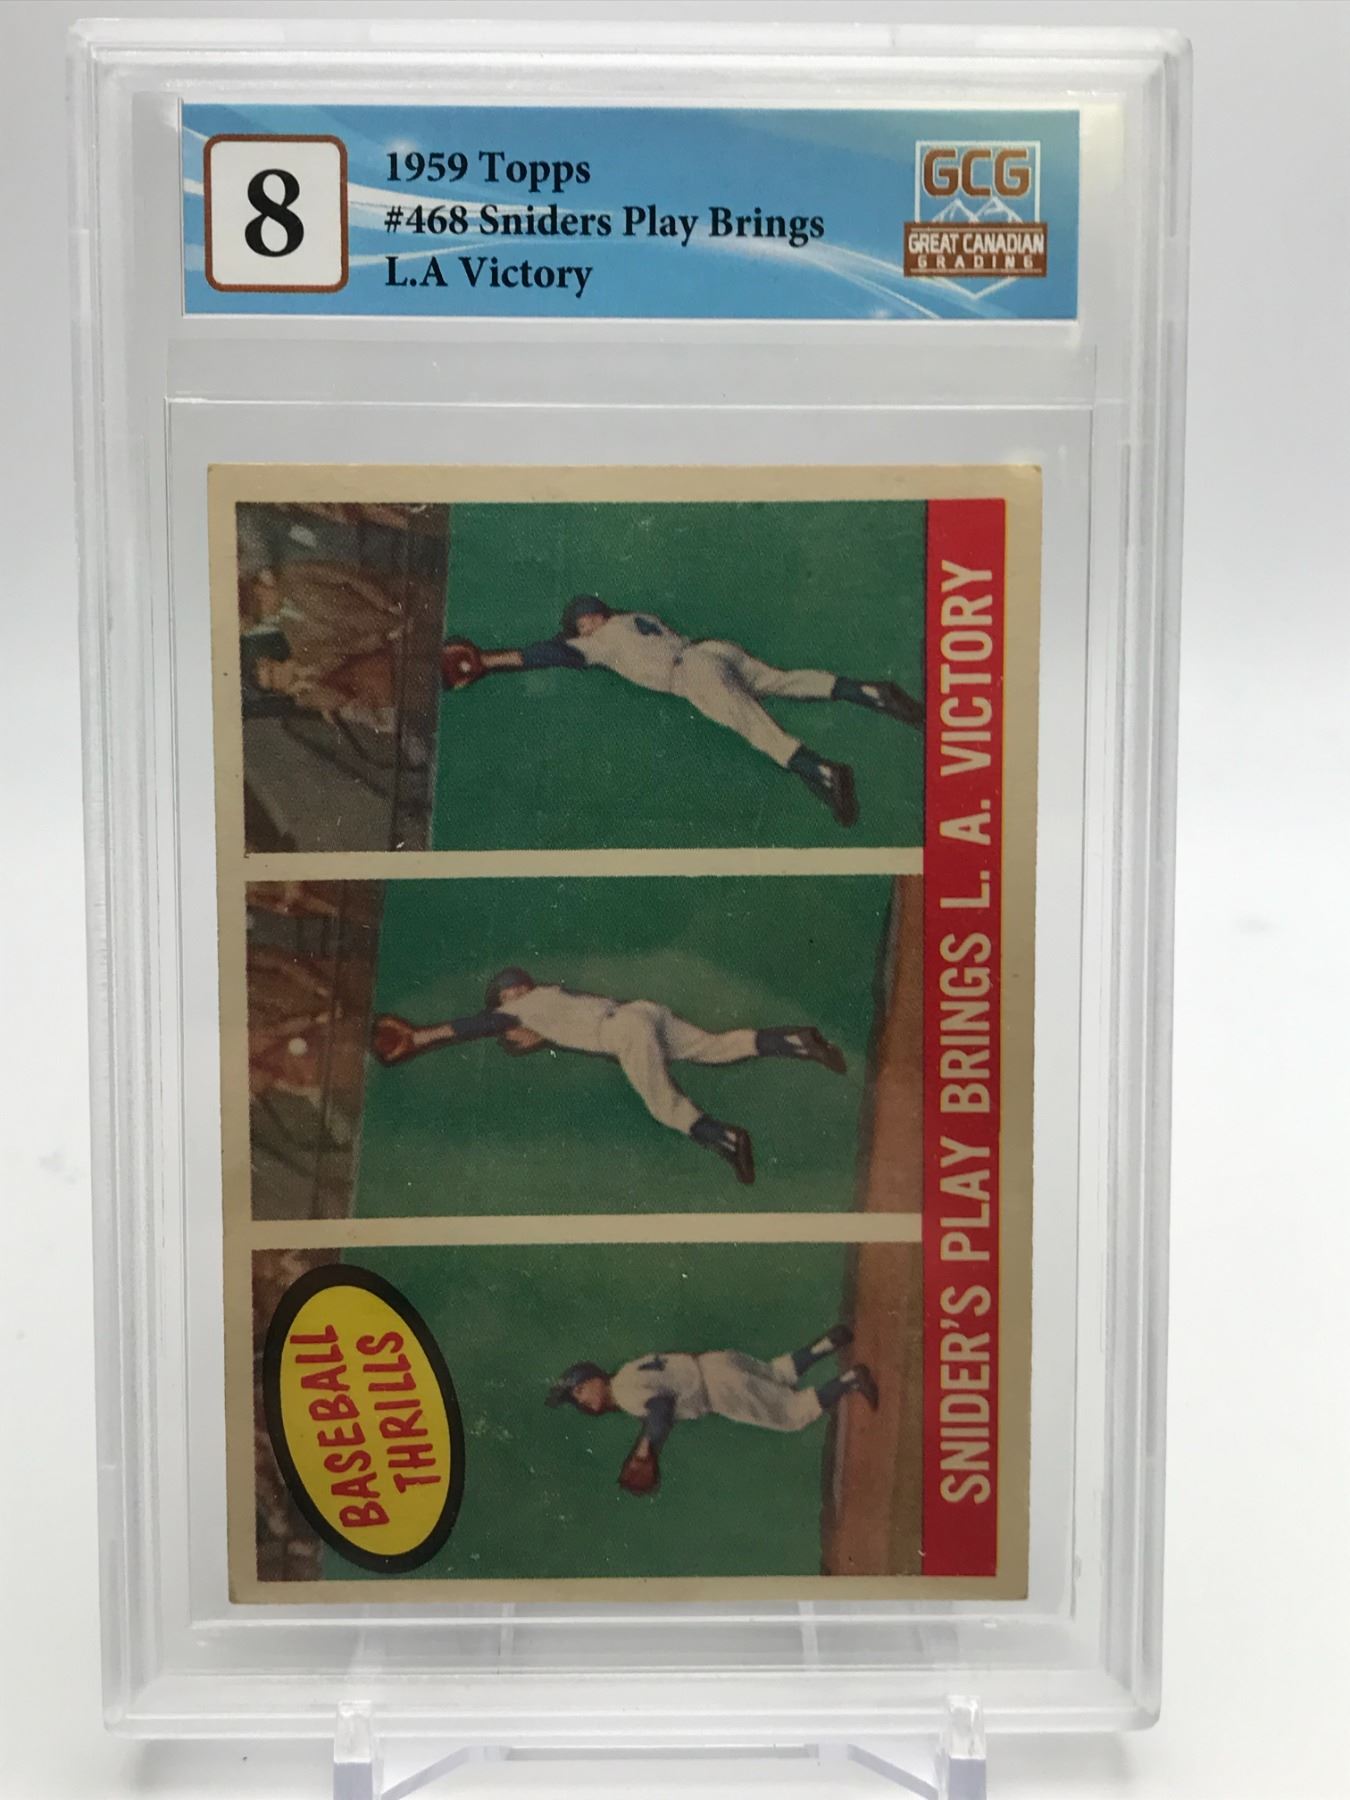 8
1959 Topps
#468 Sniders Play Brings
L.A Victory
GCG
GREAT CANADIAN
GRADING
BASEBALL
THRILLS
SNIDER'S PLAY BRINGS L. A. VICTORY